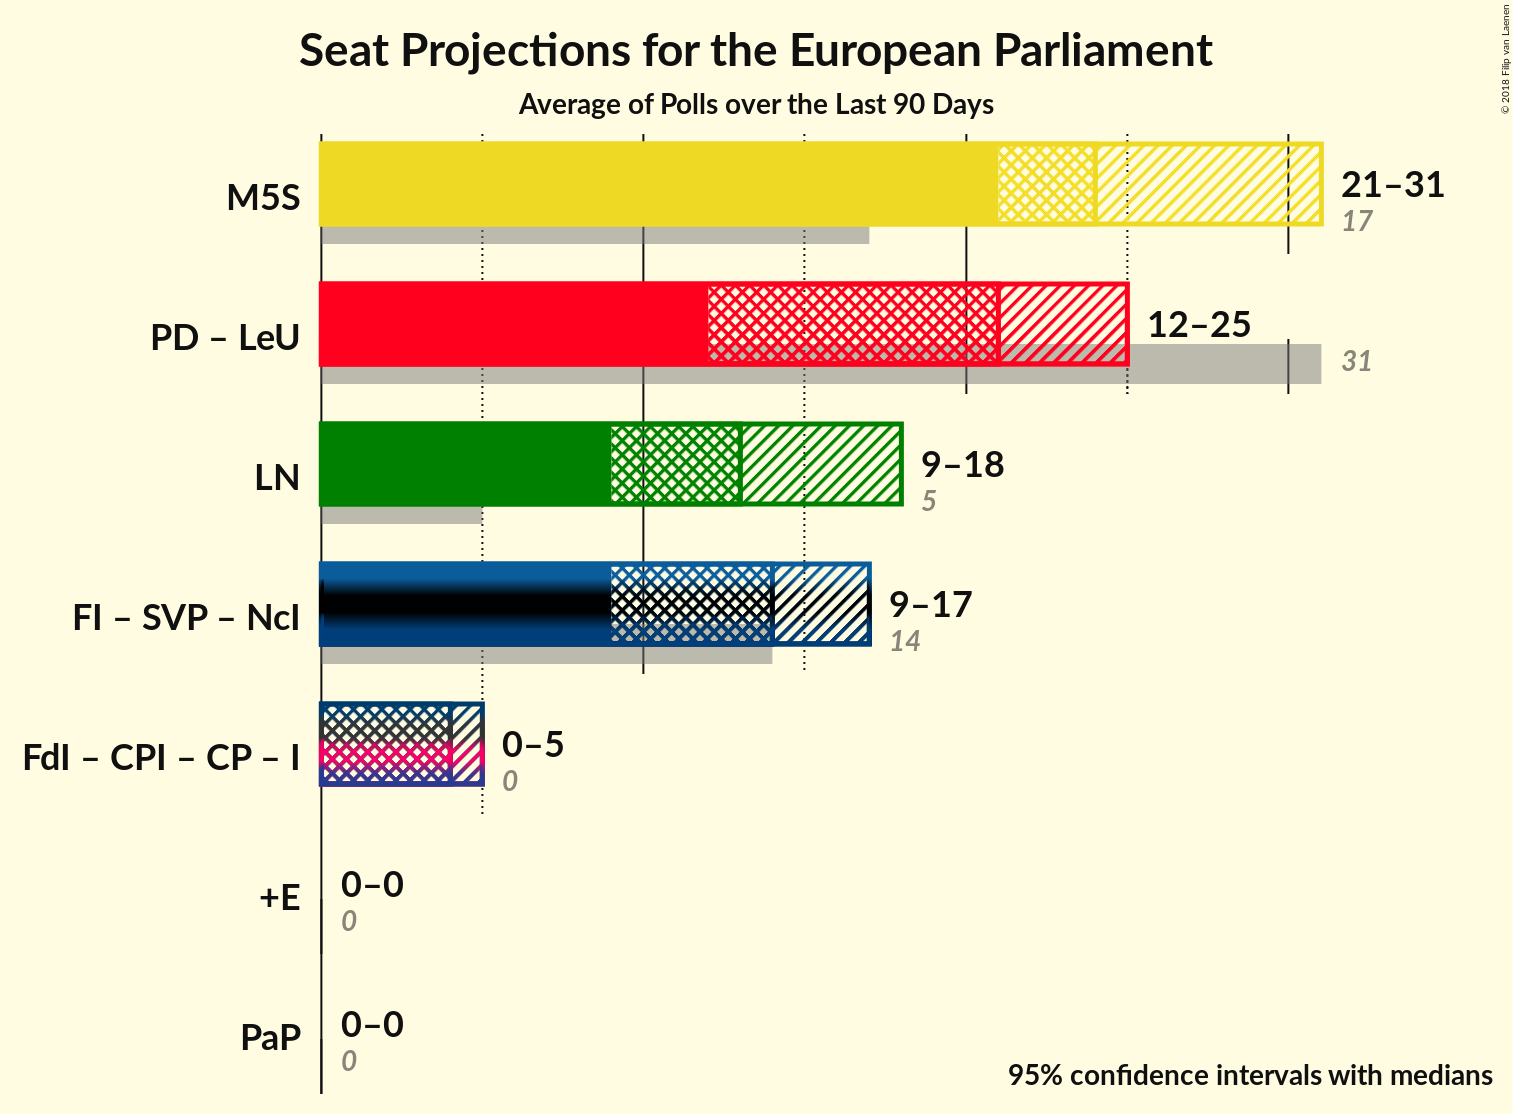 Seat Projections for the European Parliament
Average of Polls over the Last 90 Days
© 2018 Filip van Laenen
M5S
21–31
17
PD – LeU
12–25
31
LN
9–18
5
FI – SVP – NcI
9–17
14
FdI – CPI – CP – I
0–5
0
+E
0–0
0
PaP
0–0
0
95% confidence intervals with medians